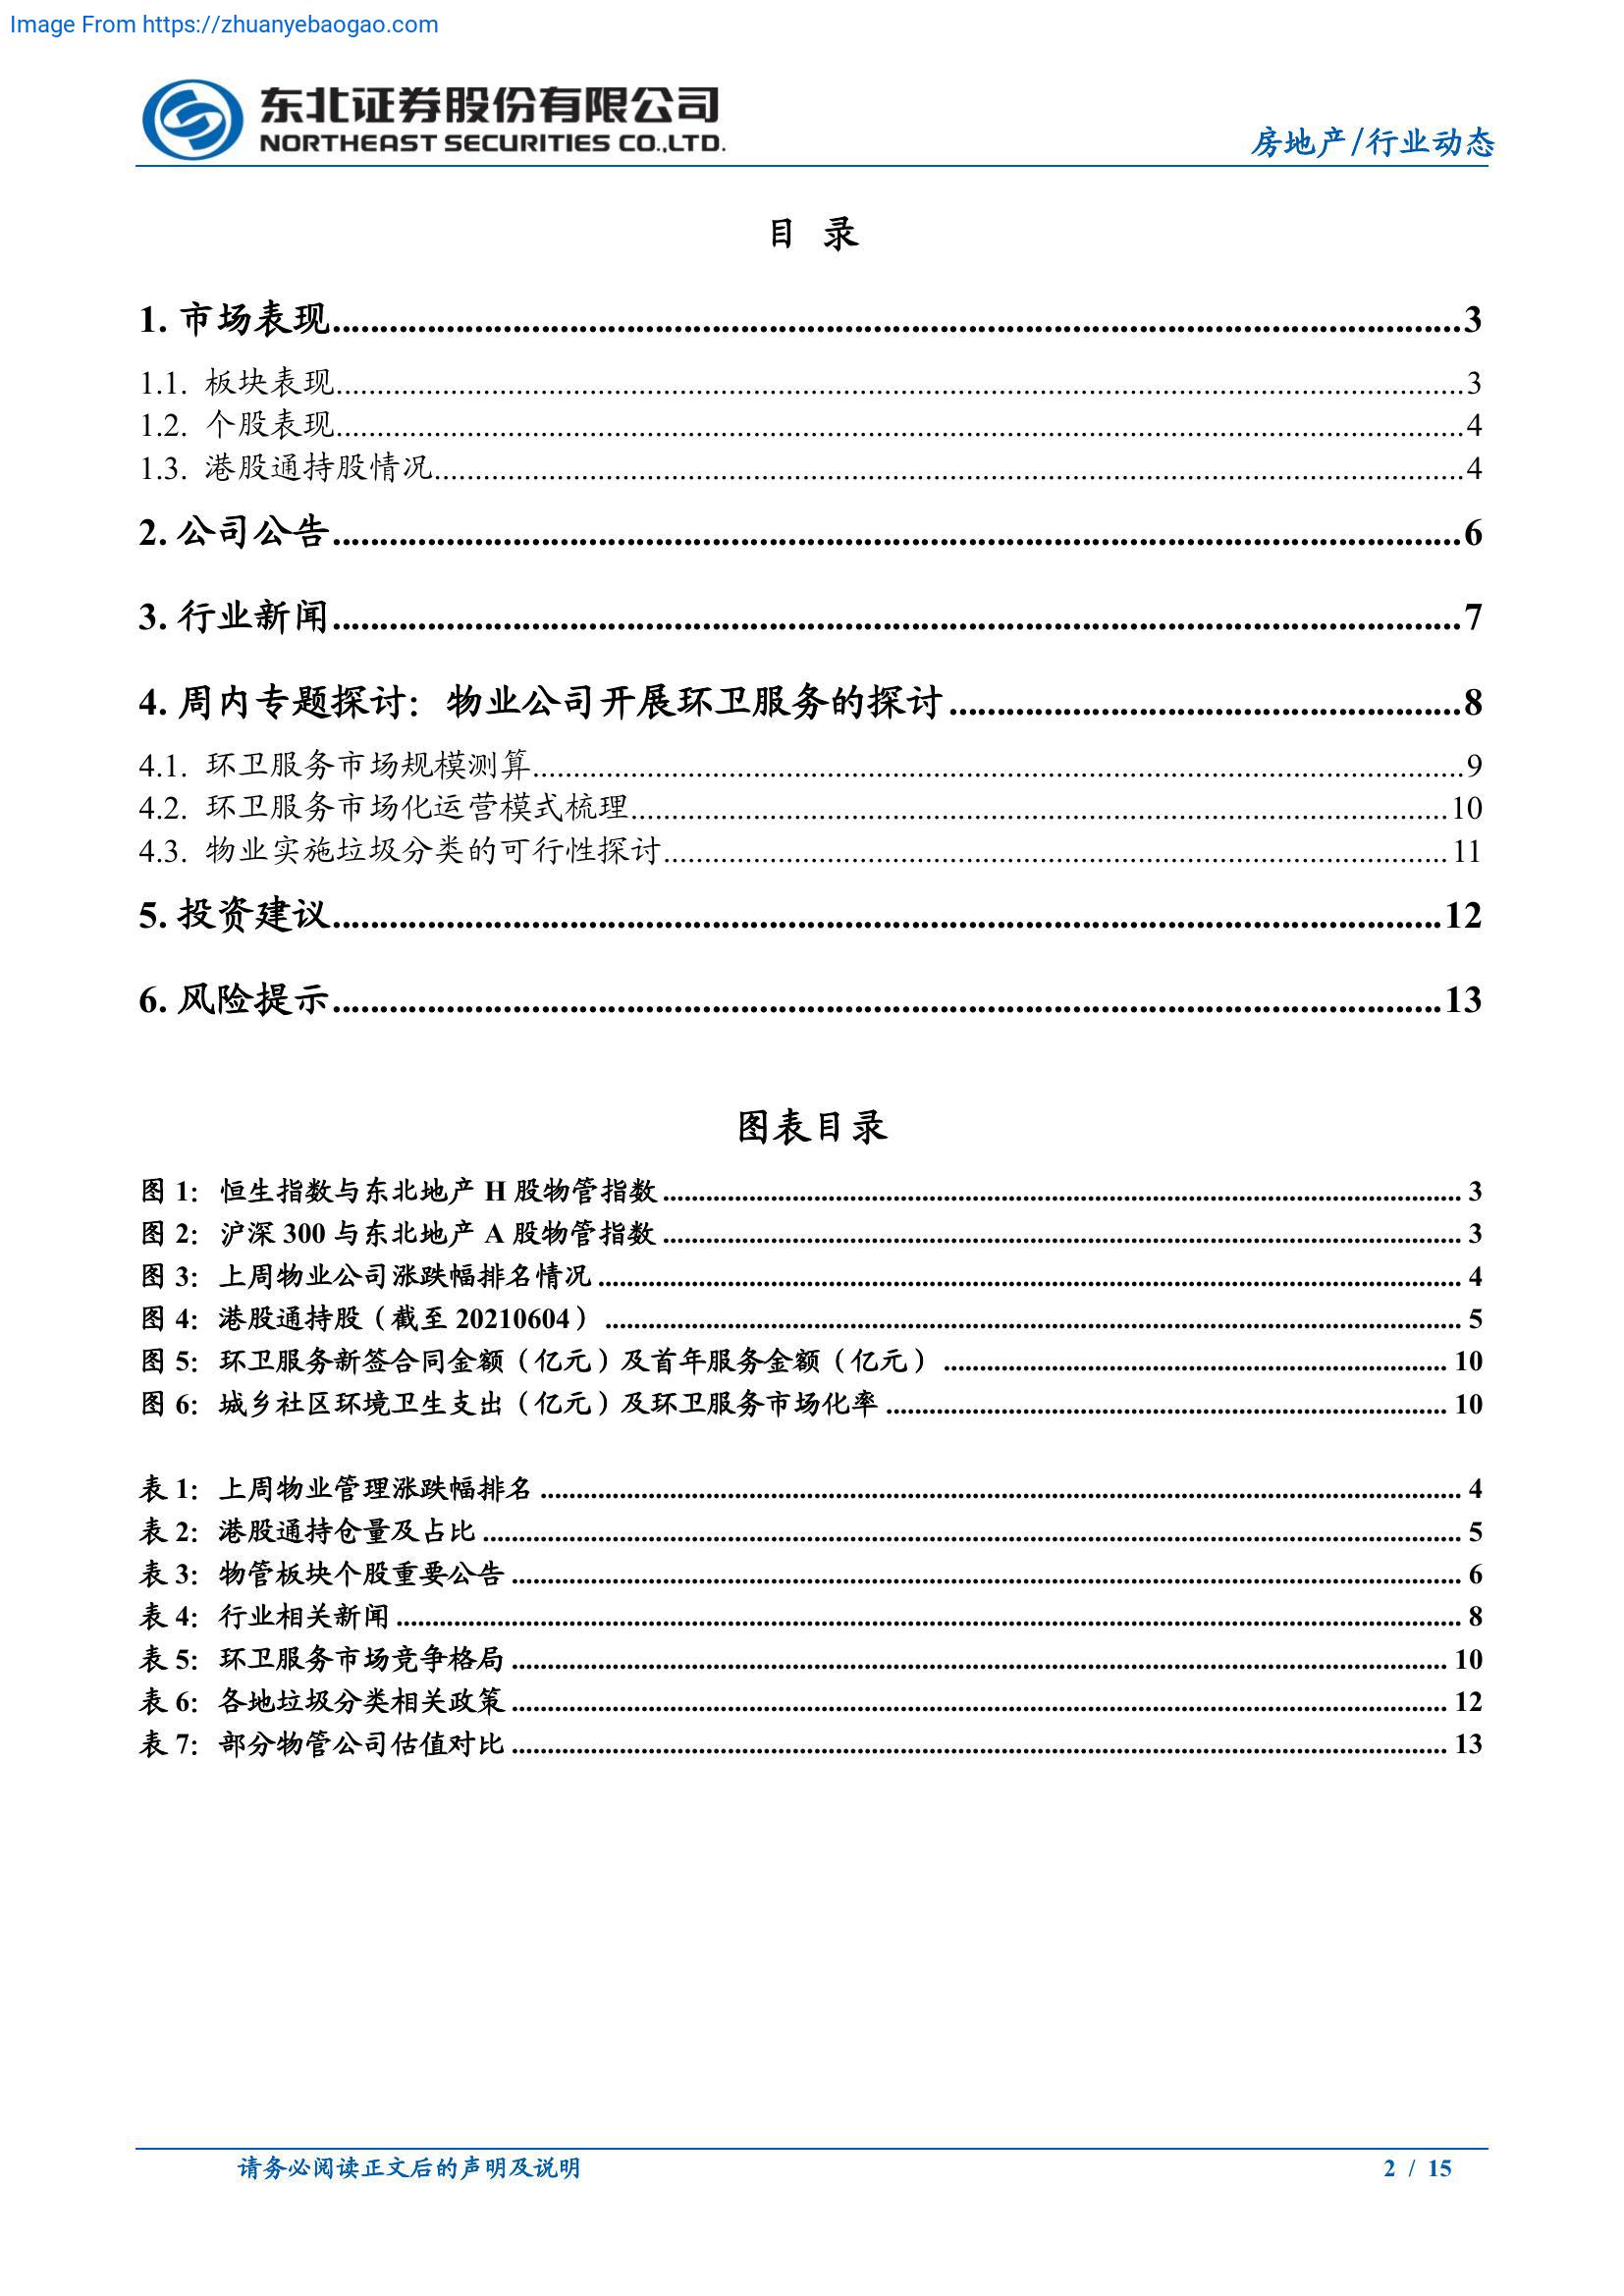 Image From https://zhuanyebaogao.com
东北证券股份有限公司
NORTHEAST SECURITIES CO.,LTD.
房地产/行业动态
目 录
1. 市场表现 3
1.1. 板块表现 3
1.2. 个股表现 4
1.3. 港股通持股情况 4
2. 公司公告 6
3. 行业新闻 7
4. 周内专题探讨：物业公司开展环卫服务的探讨 8
4.1. 环卫服务市场规模测算 9
4.2. 环卫服务市场化运营模式梳理 10
4.3. 物业实施垃圾分类的可行性探讨 11
5. 投资建议 12
6. 风险提示 13
图表目录
图 1：恒生指数与东北地产 H 股物管指数 3
图 2：沪深 300 与东北地产 A 股物管指数 3
图 3：上周物业公司涨跌幅排名情况 4
图 4：港股通持股（截至 20210604） 5
图 5：环卫服务新签合同金额（亿元）及首年服务金额（亿元） 10
图 6：城乡社区环境卫生支出（亿元）及环卫服务市场化率 10
表 1：上周物业管理涨跌幅排名 4
表 2：港股通持仓量及占比 5
表 3：物管板块个股重要公告 6
表 4：行业相关新闻 8
表 5：环卫服务市场竞争格局 10
表 6：各地垃圾分类相关政策 12
表 7：部分物管公司估值对比 13
请务必阅读正文后的声明及说明
2 / 15